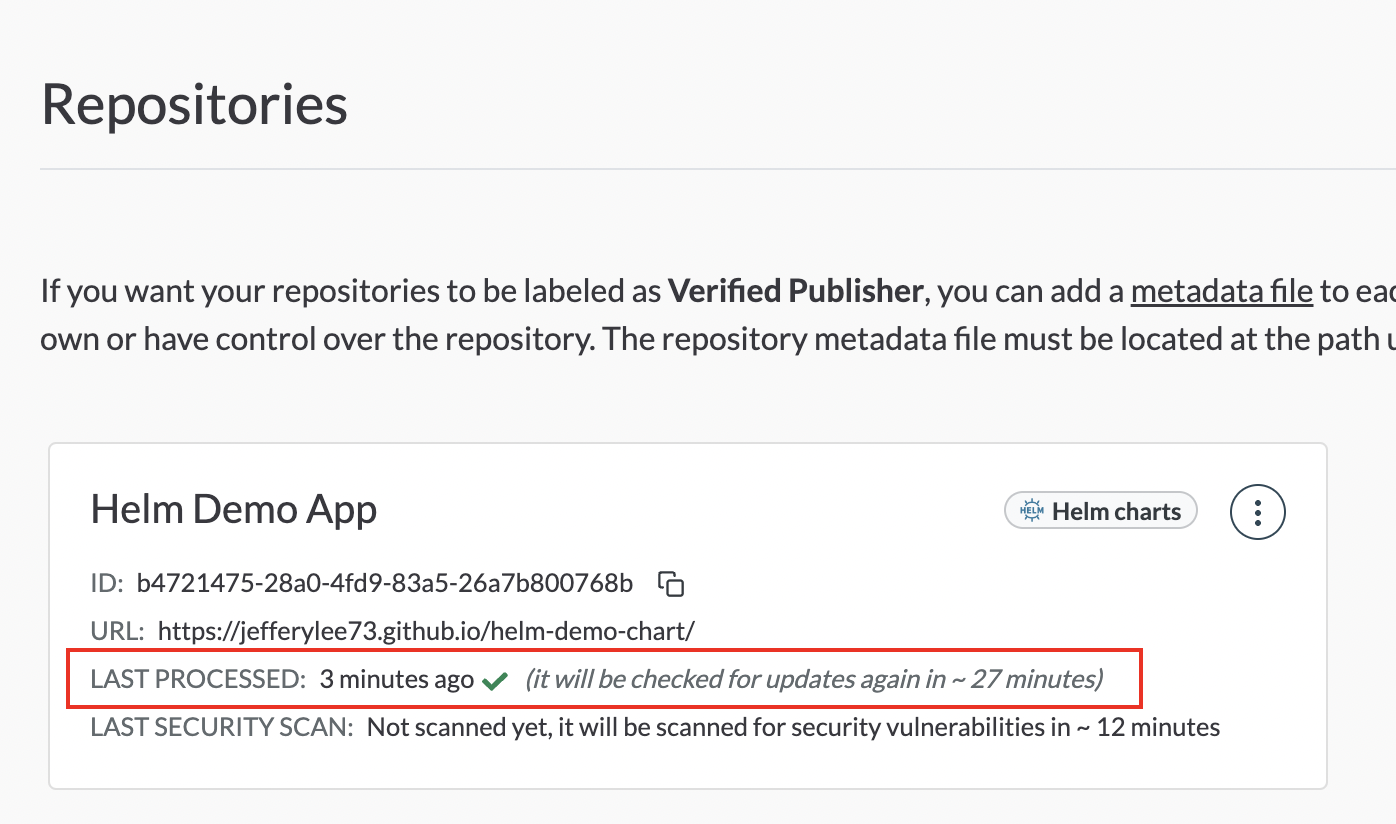 Repositories
If you want your repositories to be labeled as Verified Publisher, you can add a metadata file to
own or have control over the repository. The repository metadata file must be located at the path
Helm Demo App
HELM Helm charts
ID: b4721475-28a0-4fd9-83a5-26a7b800768b
URL: https://jefferylee73.github.io/helm-demo-chart/
LAST PROCESSED: 3 minutes ago (it will be checked for updates again in ~ 27 minutes)
LAST SECURITY SCAN: Not scanned yet, it will be scanned for security vulnerabilities in ~ 12 minutes